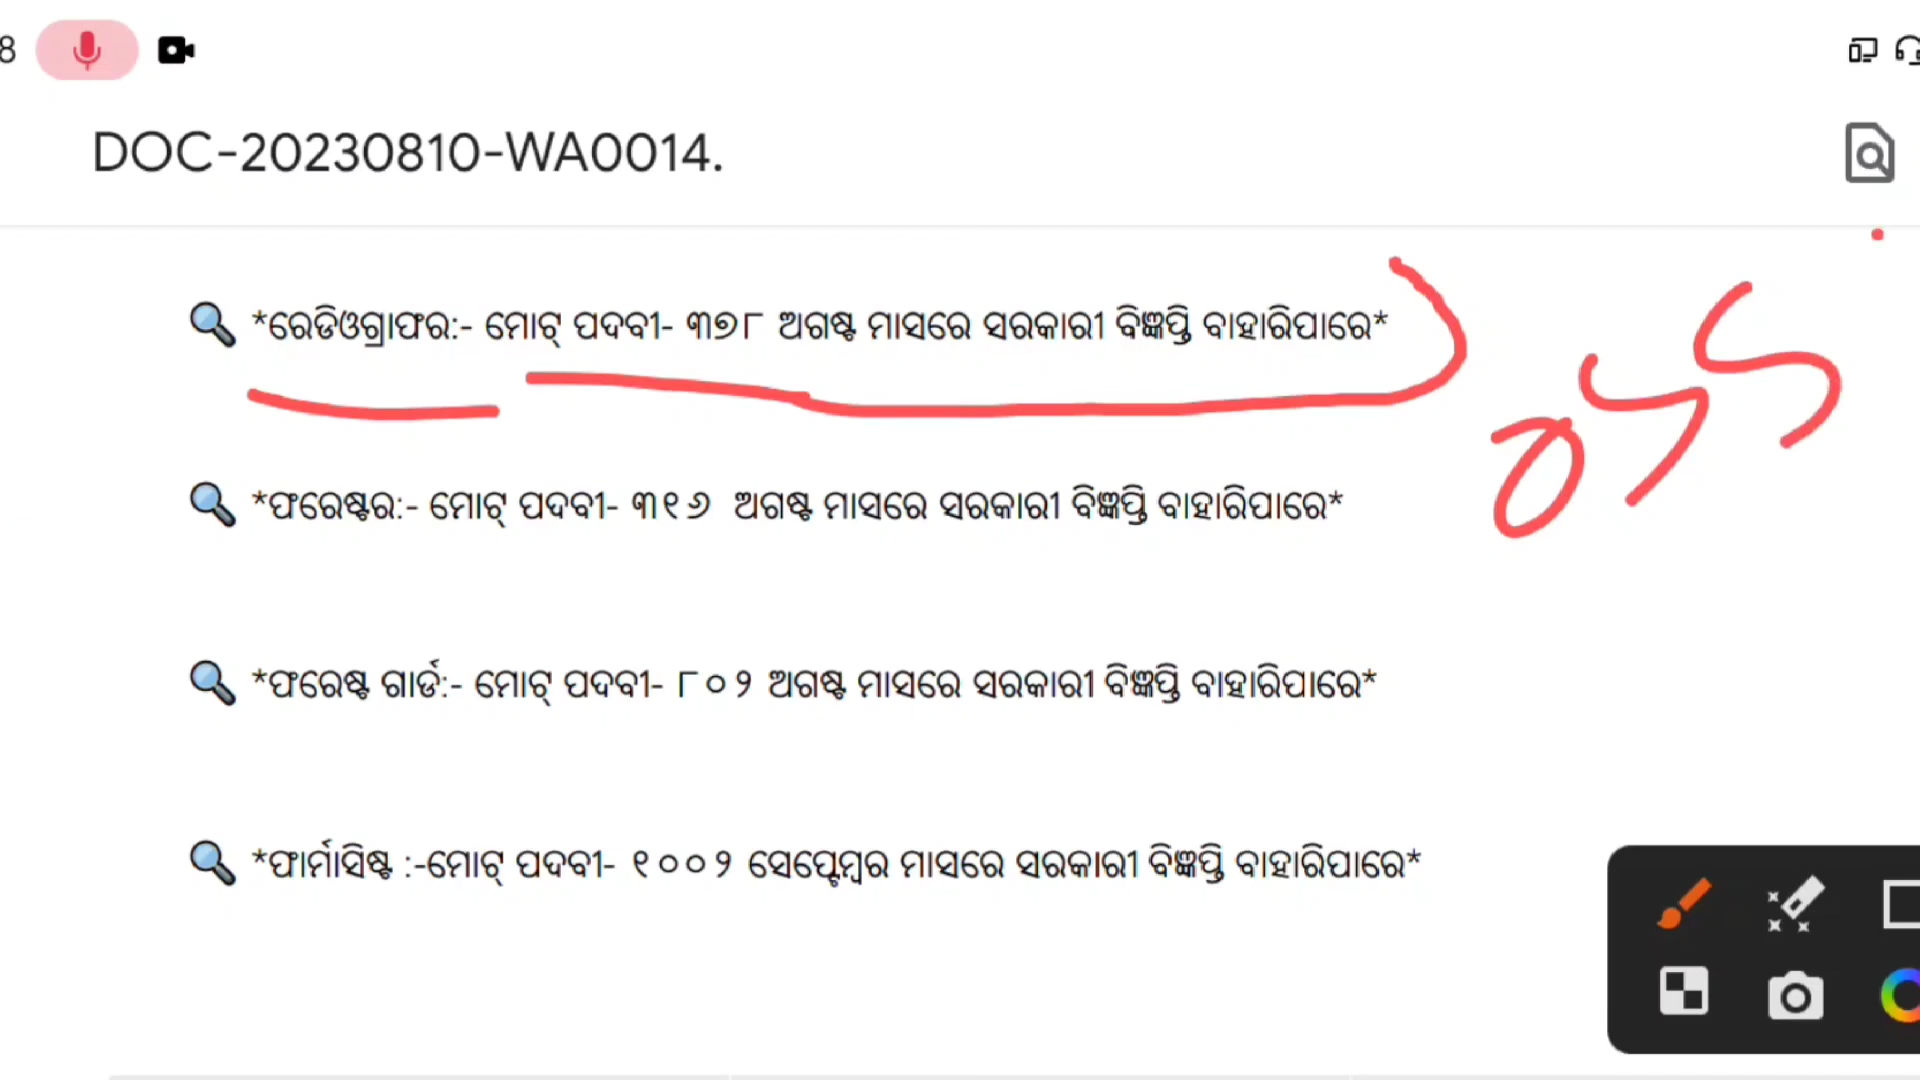 8
DOC-20230810-WA0014.
*ରେଡିଓଗ୍ରାଫର:- ମୋଟ୍ ପଦବୀ- ୩୭୮ ଅଗଷ୍ଟ ମାସରେ ସରକାରୀ ବିଜ୍ଞପ୍ତି ବାହାରିପାରେ*
*ଫରେଷ୍ଟର:- ମୋଟ୍ ପଦବୀ- ୩୧୬ ଅଗଷ୍ଟ ମାସରେ ସରକାରୀ ବିଜ୍ଞପ୍ତି ବାହାରିପାରେ*
*ଫରେଷ୍ଟ ଗାର୍ଡ:- ମୋଟ୍ ପଦବୀ- ୮୦୨ ଅଗଷ୍ଟ ମାସରେ ସରକାରୀ ବିଜ୍ଞପ୍ତି ବାହାରିପାରେ*
*ଫାର୍ମାସିଷ୍ଟ :-ମୋଟ୍ ପଦବୀ- ୧୦୦୨ ସେପ୍ଟେମ୍ବର ମାସରେ ସରକାରୀ ବିଜ୍ଞପ୍ତି ବାହାରିପାରେ*